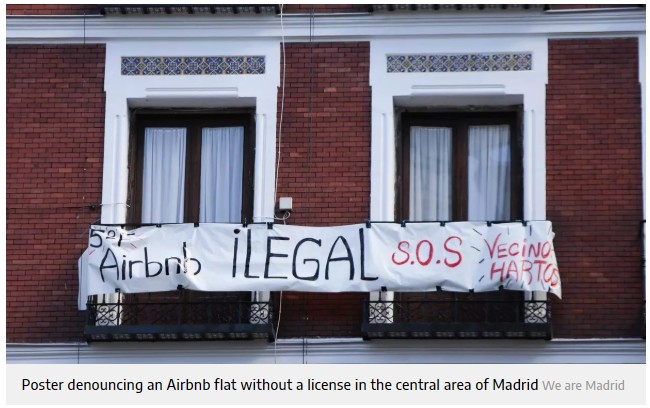 5º I
Airbnb iLEGAL S.O.S VECiNOS
HARTOS
Poster denouncing an Airbnb flat without a license in the central area of Madrid We are Madrid